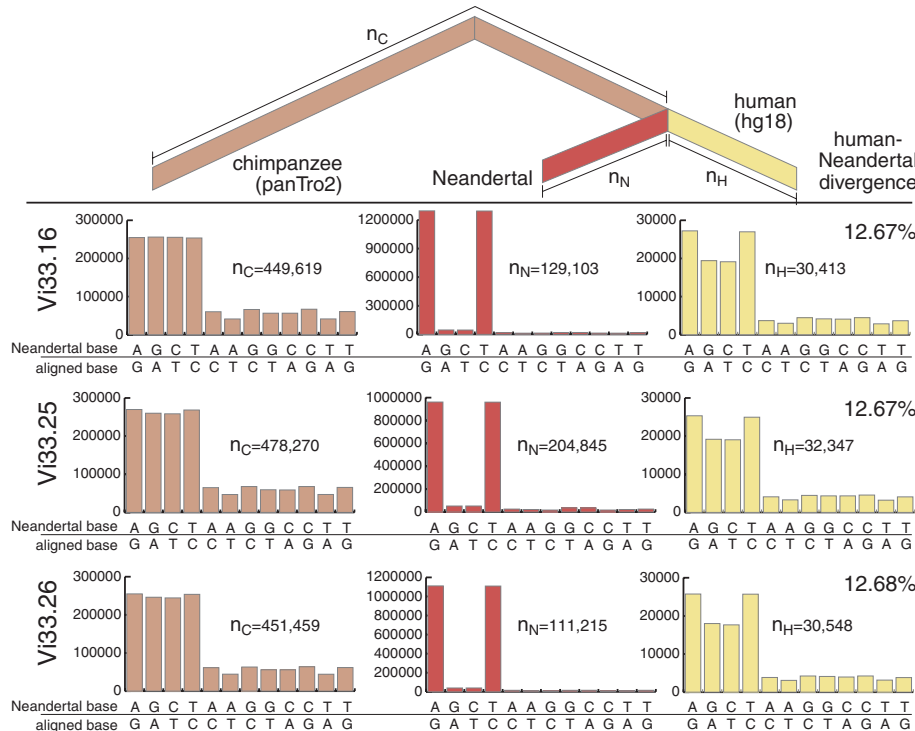 n_C
human
(hg18)
human-
Neandertal
divergence
chimpanzee
(panTro2)
Neandertal
n_N
n_H
Vi33.16
300000
200000
100000
0
n_C=449,619
1200000
900000
600000
300000
0
n_N=129,103
30000
20000
10000
0
n_H=30,413
12.67%
Neandertal base A G C T A A G G C C T T A G C T A A G G C C T T A G C T A A G G C C T T
aligned base G A T C C T C T A G A G G A T C C T C T A G A G G A T C C T C T A G A G
Vi33.25
300000
200000
100000
0
n_C=478,270
1000000
800000
600000
400000
200000
0
n_N=204,845
30000
20000
10000
0
n_H=32,347
12.67%
Neandertal base A G C T A A G G C C T T A G C T A A G G C C T T A G C T A A G G C C T T
aligned base G A T C C T C T A G A G G A T C C T C T A G A G G A T C C T C T A G A G
Vi33.26
300000
200000
100000
0
n_C=451,459
1200000
1000000
800000
600000
400000
200000
0
n_N=111,215
30000
20000
10000
0
n_H=30,548
12.68%
Neandertal base A G C T A A G G C C T T A G C T A A G G C C T T A G C T A A G G C C T T
aligned base G A T C C T C T A G A G G A T C C T C T A G A G G A T C C T C T A G A G